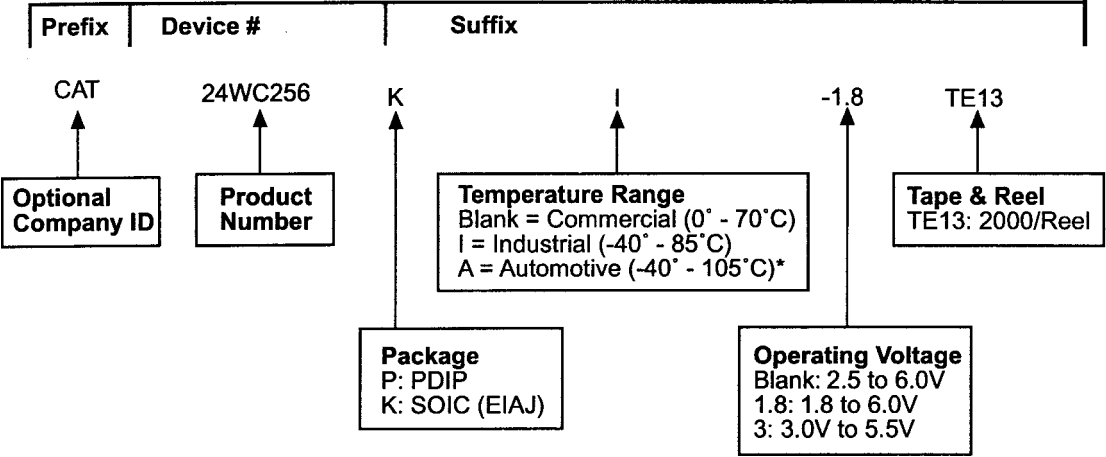 Prefix Device # Suffix
CAT 24WC256 K I -1.8 TE13
Optional
Company ID
Product
Number
Temperature Range
Blank = Commercial (0˚ - 70˚C)
I = Industrial (-40˚ - 85˚C)
A = Automotive (-40˚ - 105˚C)*
Tape & Reel
TE13: 2000/Reel
Package
P: PDIP
K: SOIC (EIAJ)
Operating Voltage
Blank: 2.5 to 6.0V
1.8: 1.8 to 6.0V
3: 3.0V to 5.5V